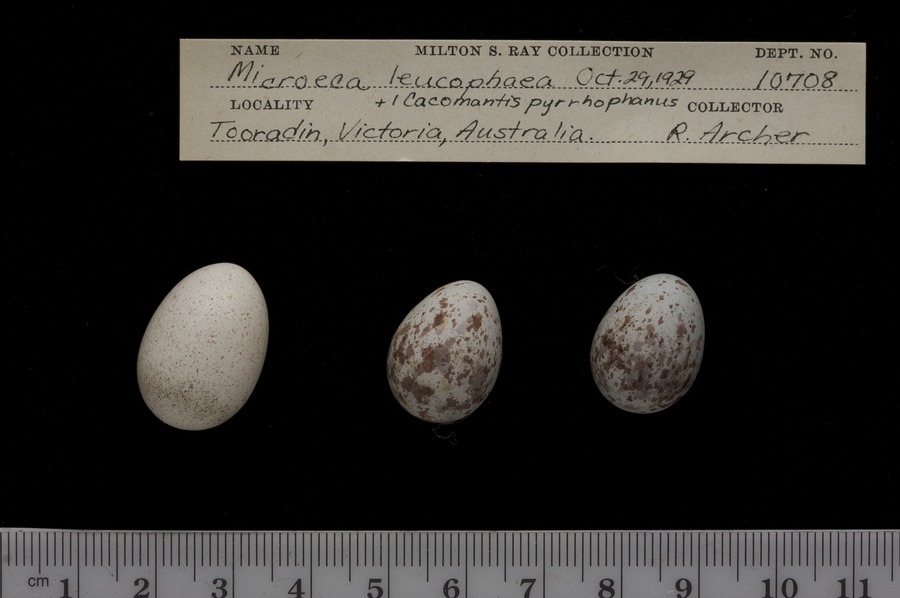 NAME MILTON S. RAY COLLECTION DEPT. NO.
Microeca leucophaea Oct. 29, 1929 10708
LOCALITY + 1 Cacomantis pyrrhophanus COLLECTOR
Tooradin, Victoria, Australia. R. Archer
cm 1 2 3 4 5 6 7 8 9 10 11